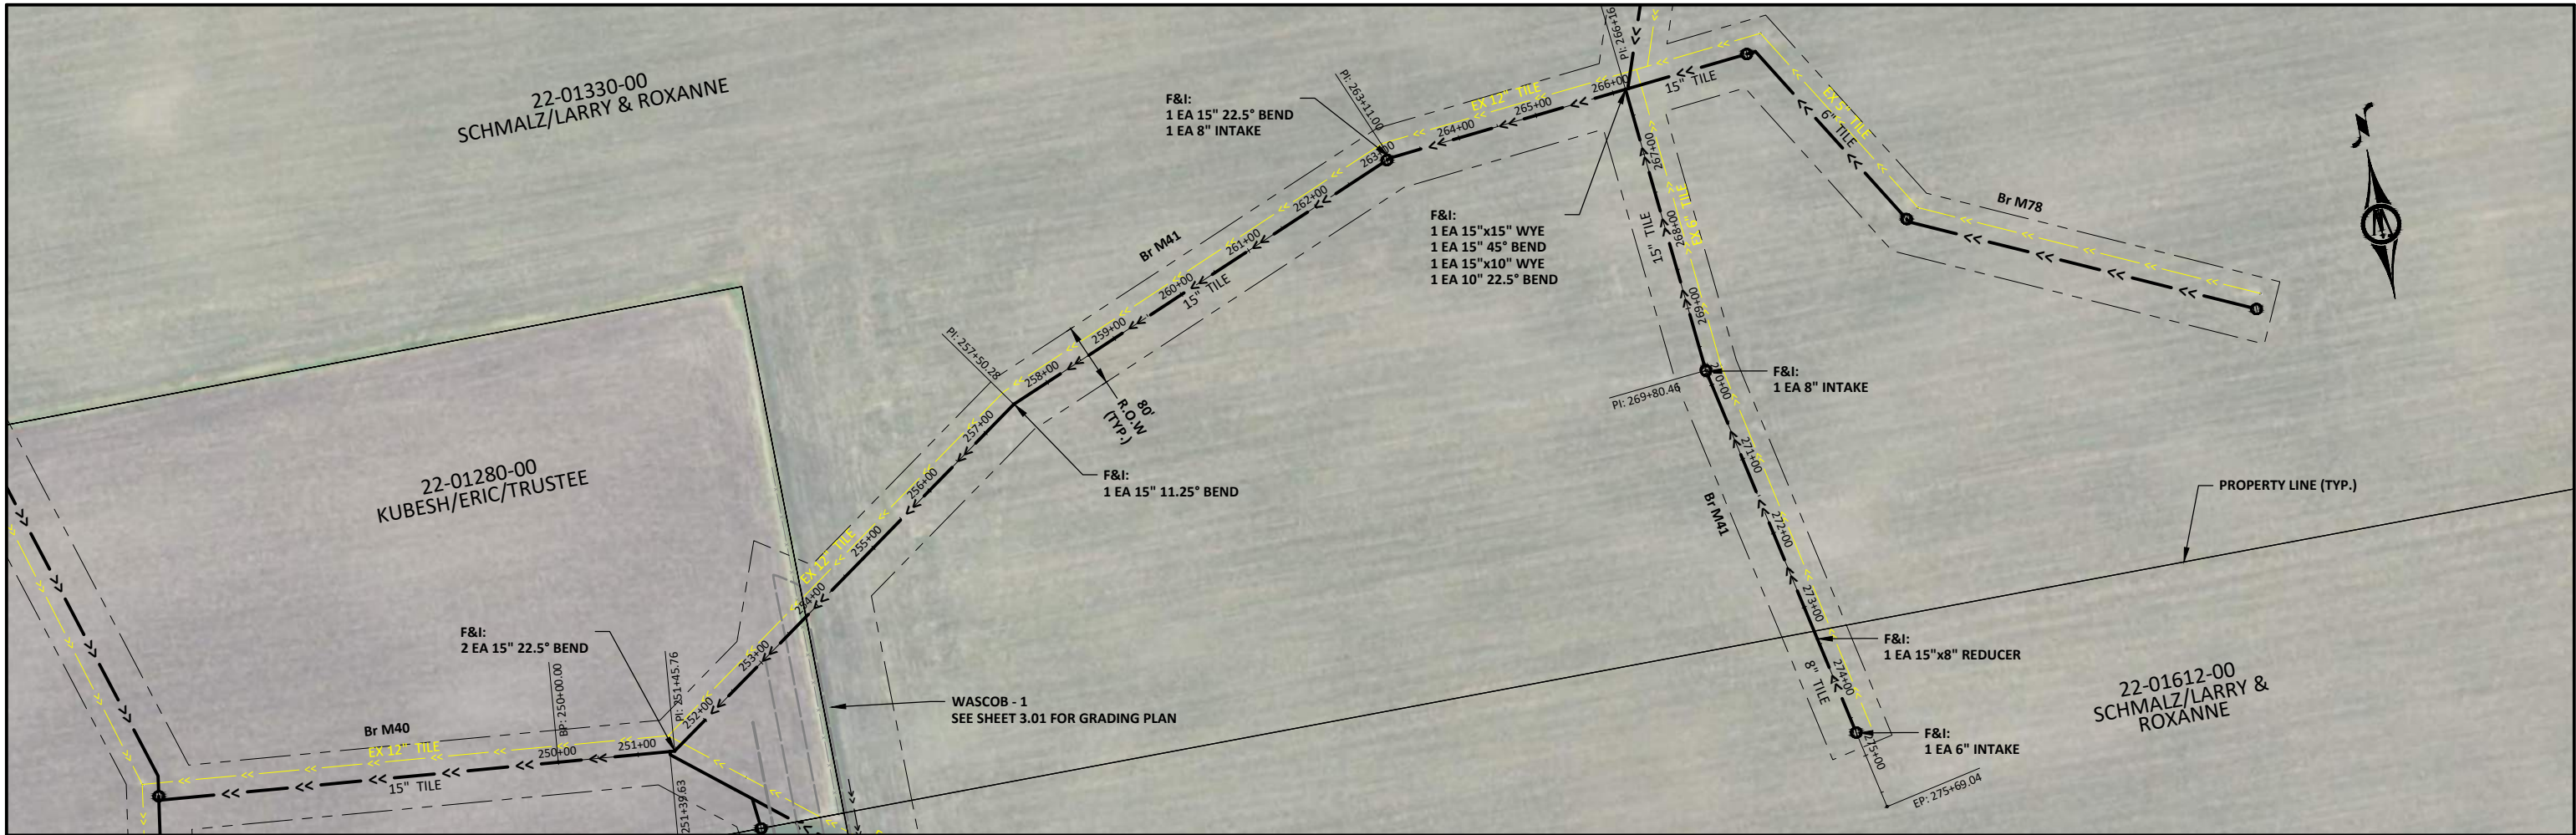 22-01330-00
SCHMALZ/LARRY & ROXANNE
F&I:
1 EA 15" 22.5° BEND
1 EA 8" INTAKE
PI: 263+11.00
EX 12" TILE
263+00
264+00
265+00
266+00
PI: 266+16
15" TILE
EX 5" TILE
6" TILE
Br M78
Br M41
262+00
261+00
260+00
259+00
258+00
15" TILE
80'
R.O.W
(TYP.)
PI: 257+50.28
F&I:
1 EA 15" 11.25° BEND
257+00
256+00
255+00
254+00
253+00
252+00
EX 12" TILE
F&I:
1 EA 15"x15" WYE
1 EA 15" 45° BEND
1 EA 15"x10" WYE
1 EA 10" 22.5° BEND
267+00
268+00
269+00
270+00
271+00
272+00
273+00
274+00
275+00
15" TILE
EX 6" TILE
PI: 269+80.46
F&I:
1 EA 8" INTAKE
Br M41
PROPERTY LINE (TYP.)
F&I:
1 EA 15"x8" REDUCER
8" TILE
F&I:
1 EA 6" INTAKE
EP: 275+69.04
22-01612-00
SCHMALZ/LARRY &
ROXANNE
22-01280-00
KUBESH/ERIC/TRUSTEE
F&I:
2 EA 15" 22.5° BEND
BP: 250+00.00
PI: 251+45.76
Br M40
EX 12" TILE
250+00
251+00
15" TILE
251+39.63
WASCOB - 1
SEE SHEET 3.01 FOR GRADING PLAN
N